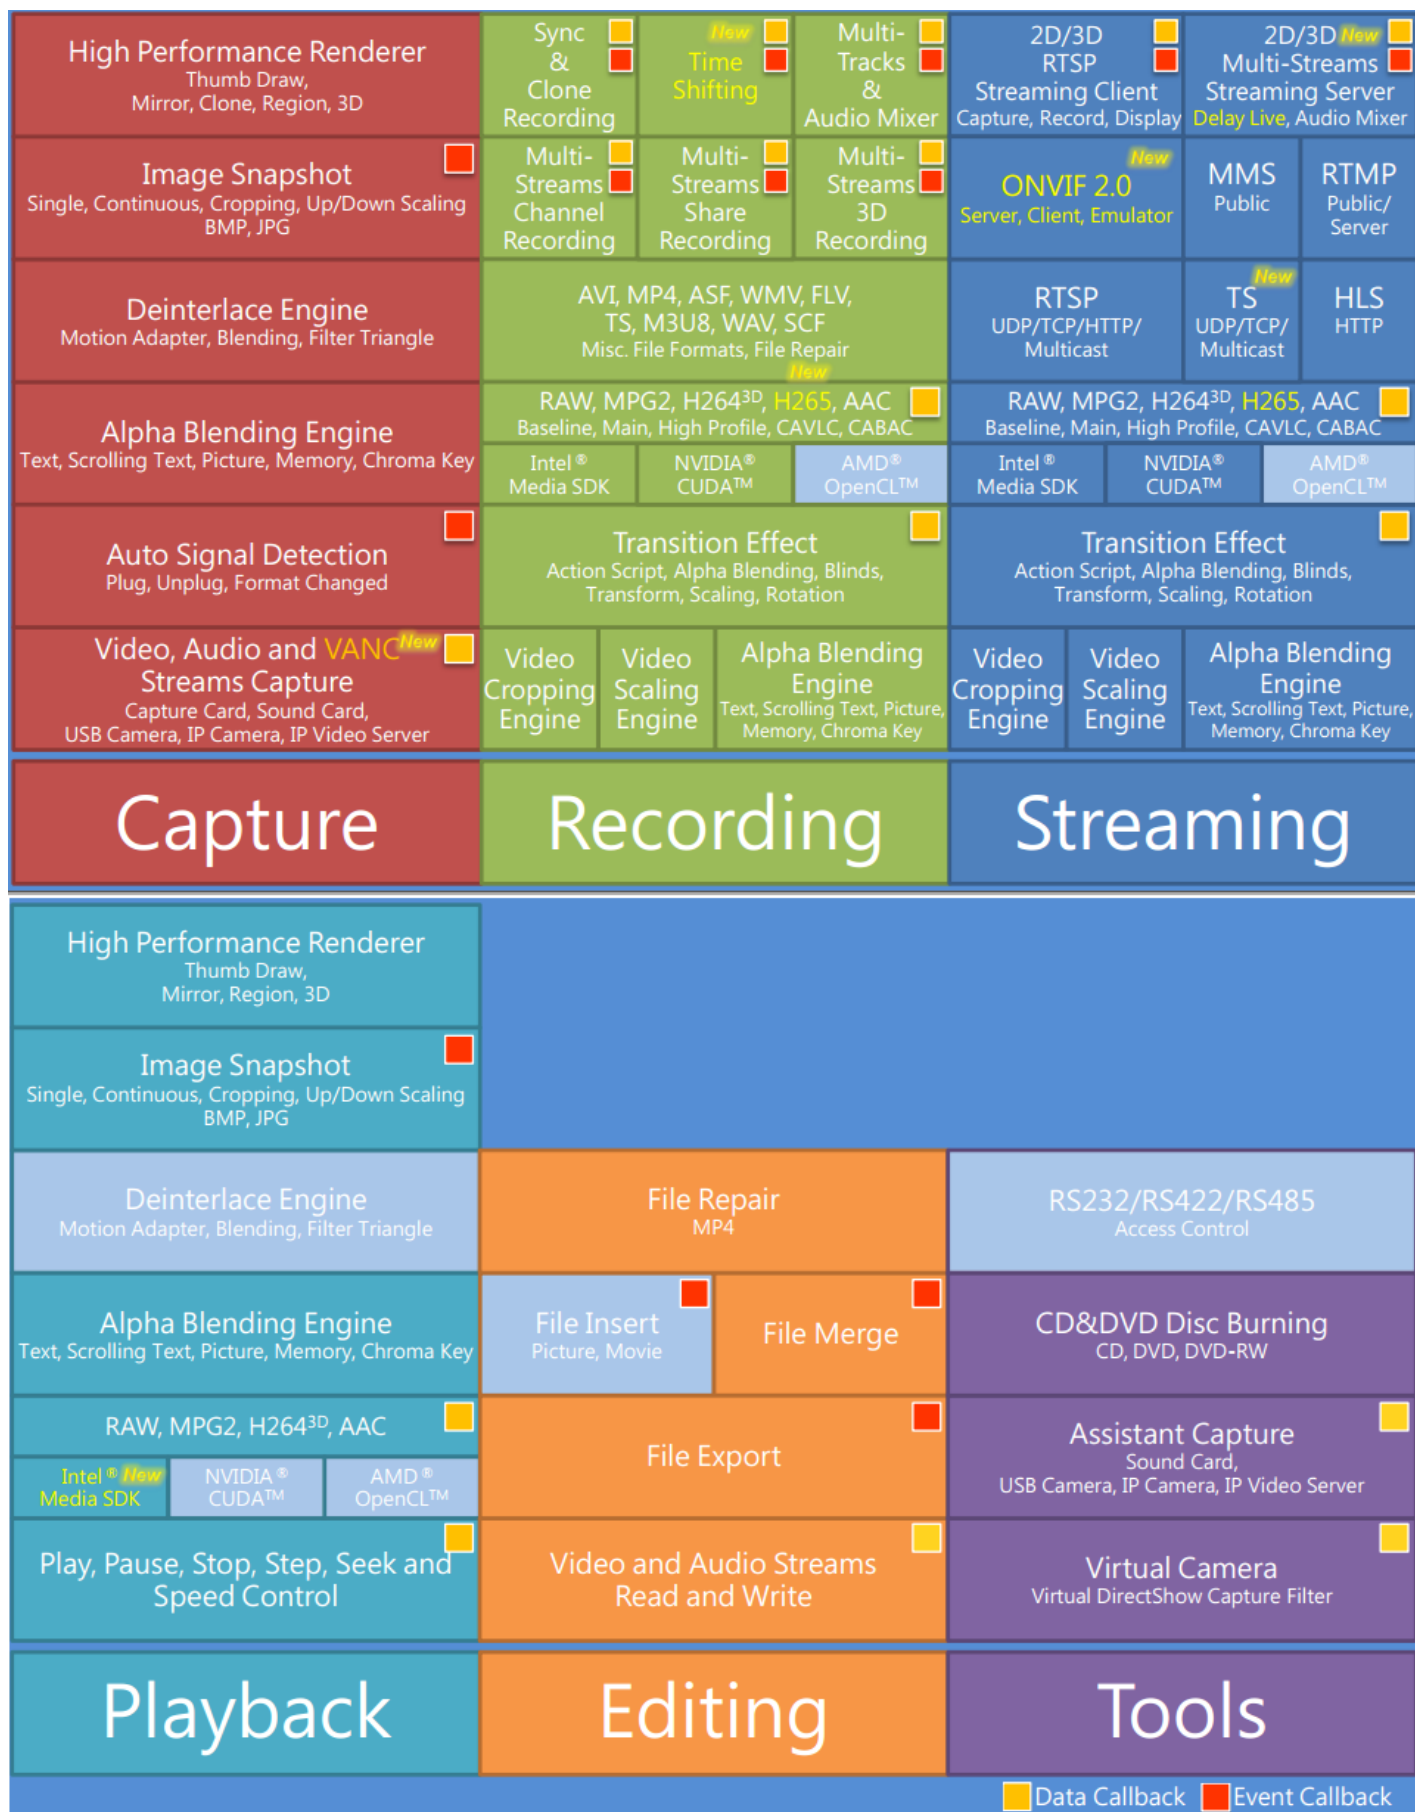 High Performance Renderer
Thumb Draw,
Mirror, Clone, Region, 3D
Image Snapshot
Single, Continuous, Cropping, Up/Down Scaling
BMP, JPG
Deinterlace Engine
Motion Adapter, Blending, Filter Triangle
Alpha Blending Engine
Text, Scrolling Text, Picture, Memory, Chroma Key
Auto Signal Detection
Plug, Unplug, Format Changed
Video, Audio and VANC New
Streams Capture
Capture Card, Sound Card,
USB Camera, IP Camera, IP Video Server
Capture
Sync
&
Clone
Recording
New
Time
Shifting
Multi-
Tracks
&
Audio Mixer
Multi-
Streams
Channel
Recording
Multi-
Streams
Share
Recording
Multi-
Streams
3D
Recording
AVI, MP4, ASF, WMV, FLV,
TS, M3U8, WAV, SCF
Misc. File Formats, File Repair
New
RAW, MPG2, H264³ᴰ, H265, AAC
Baseline, Main, High Profile, CAVLC, CABAC
Intel®
Media SDK
NVIDIA®
CUDA™
AMD®
OpenCL™
Transition Effect
Action Script, Alpha Blending, Blinds,
Transform, Scaling, Rotation
Video
Cropping
Engine
Video
Scaling
Engine
Alpha Blending
Engine
Text, Scrolling Text, Picture,
Memory, Chroma Key
Recording
2D/3D
RTSP
Streaming Client
Capture, Record, Display
2D/3D New
Multi-Streams
Streaming Server
Delay Live, Audio Mixer
New
ONVIF 2.0
Server, Client, Emulator
MMS
Public
RTMP
Public/
Server
RTSP
UDP/TCP/HTTP/
Multicast
New
TS
UDP/TCP/
Multicast
HLS
HTTP
RAW, MPG2, H264³ᴰ, H265, AAC
Baseline, Main, High Profile, CAVLC, CABAC
Intel®
Media SDK
NVIDIA®
CUDA™
AMD®
OpenCL™
Transition Effect
Action Script, Alpha Blending, Blinds,
Transform, Scaling, Rotation
Video
Cropping
Engine
Video
Scaling
Engine
Alpha Blending
Engine
Text, Scrolling Text, Picture,
Memory, Chroma Key
Streaming
High Performance Renderer
Thumb Draw,
Mirror, Region, 3D
Image Snapshot
Single, Continuous, Cropping, Up/Down Scaling
BMP, JPG
Deinterlace Engine
Motion Adapter, Blending, Filter Triangle
Alpha Blending Engine
Text, Scrolling Text, Picture, Memory, Chroma Key
RAW, MPG2, H264³ᴰ, AAC
Intel® New
Media SDK
NVIDIA®
CUDA™
AMD®
OpenCL™
Play, Pause, Stop, Step, Seek and
Speed Control
Playback
File Repair
MP4
File Insert
Picture, Movie
File Merge
File Export
Video and Audio Streams
Read and Write
Editing
RS232/RS422/RS485
Access Control
CD&DVD Disc Burning
CD, DVD, DVD-RW
Assistant Capture
Sound Card,
USB Camera, IP Camera, IP Video Server
Virtual Camera
Virtual DirectShow Capture Filter
Tools
Data Callback
Event Callback